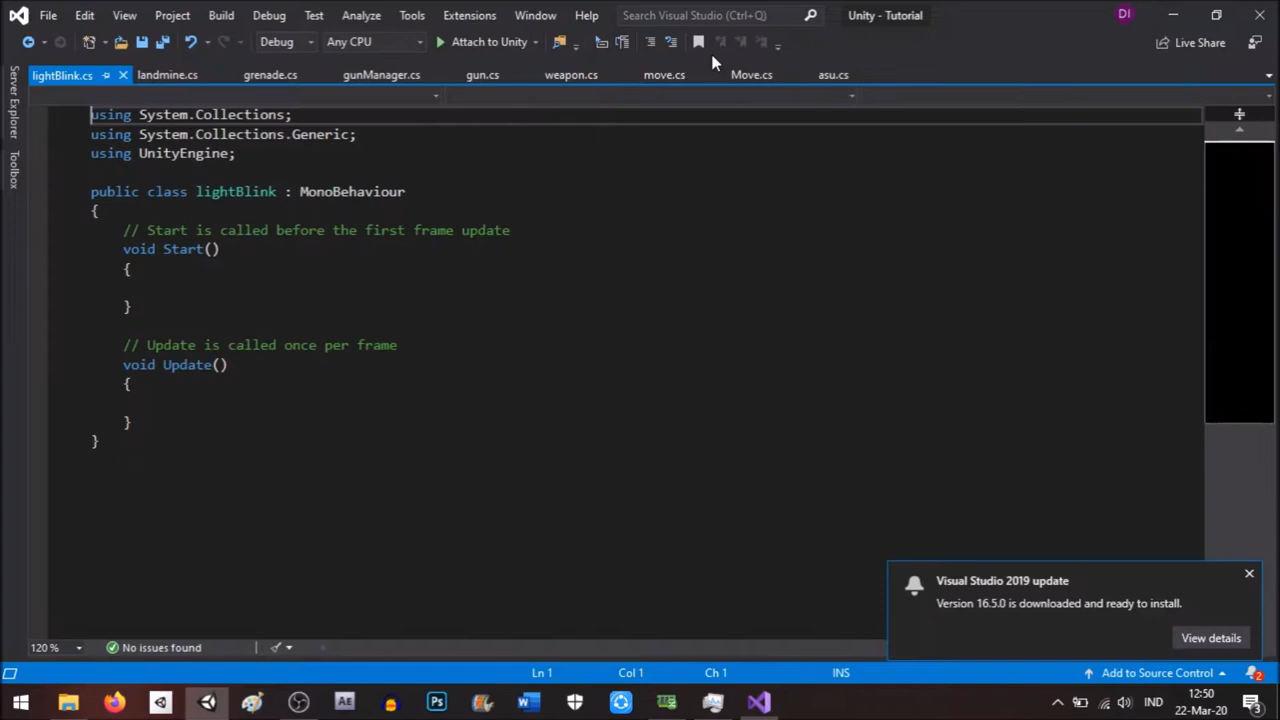 File Edit View Project Build Debug Test Analyze Tools Extensions Window Help Search Visual Studio (Ctrl+Q) Unity - Tutorial DI
Debug Any CPU Attach to Unity Live Share
lightBlink.cs landmine.cs grenade.cs gunManager.cs gun.cs weapon.cs move.cs Move.cs asu.cs
Server Explorer
Toolbox
using System.Collections;
using System.Collections.Generic;
using UnityEngine;
public class lightBlink : MonoBehaviour
{
// Start is called before the first frame update
void Start()
{
}
// Update is called once per frame
void Update()
{
}
}
Visual Studio 2019 update
Version 16.5.0 is downloaded and ready to install.
View details
120 % No issues found
Ln 1 Col 1 Ch 1 INS Add to Source Control 2
Ae Ps W IND 12:50
22-Mar-20 3